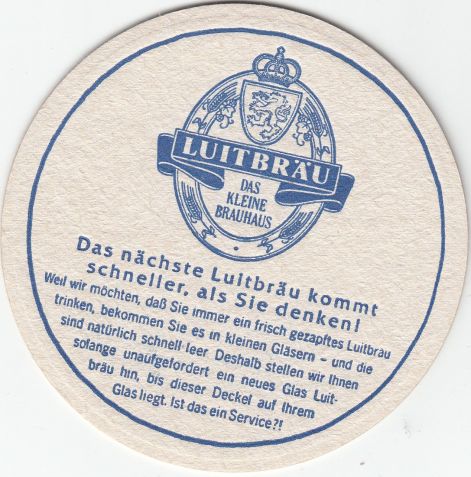 LUITBRÄU
DAS
KLEINE
BRAUHAUS
Das nächste Luitbräu kommt
schneller, als Sie denken!
Weil wir möchten, daß Sie immer ein frisch gezapftes Luitbräu
trinken, bekommen Sie es in kleinen Gläsern – und die
sind natürlich schnell leer. Deshalb stellen wir Ihnen
solange unaufgefordert ein neues Glas Luit-
bräu hin, bis dieser Deckel auf Ihrem
Glas liegt. Ist das ein Service?!